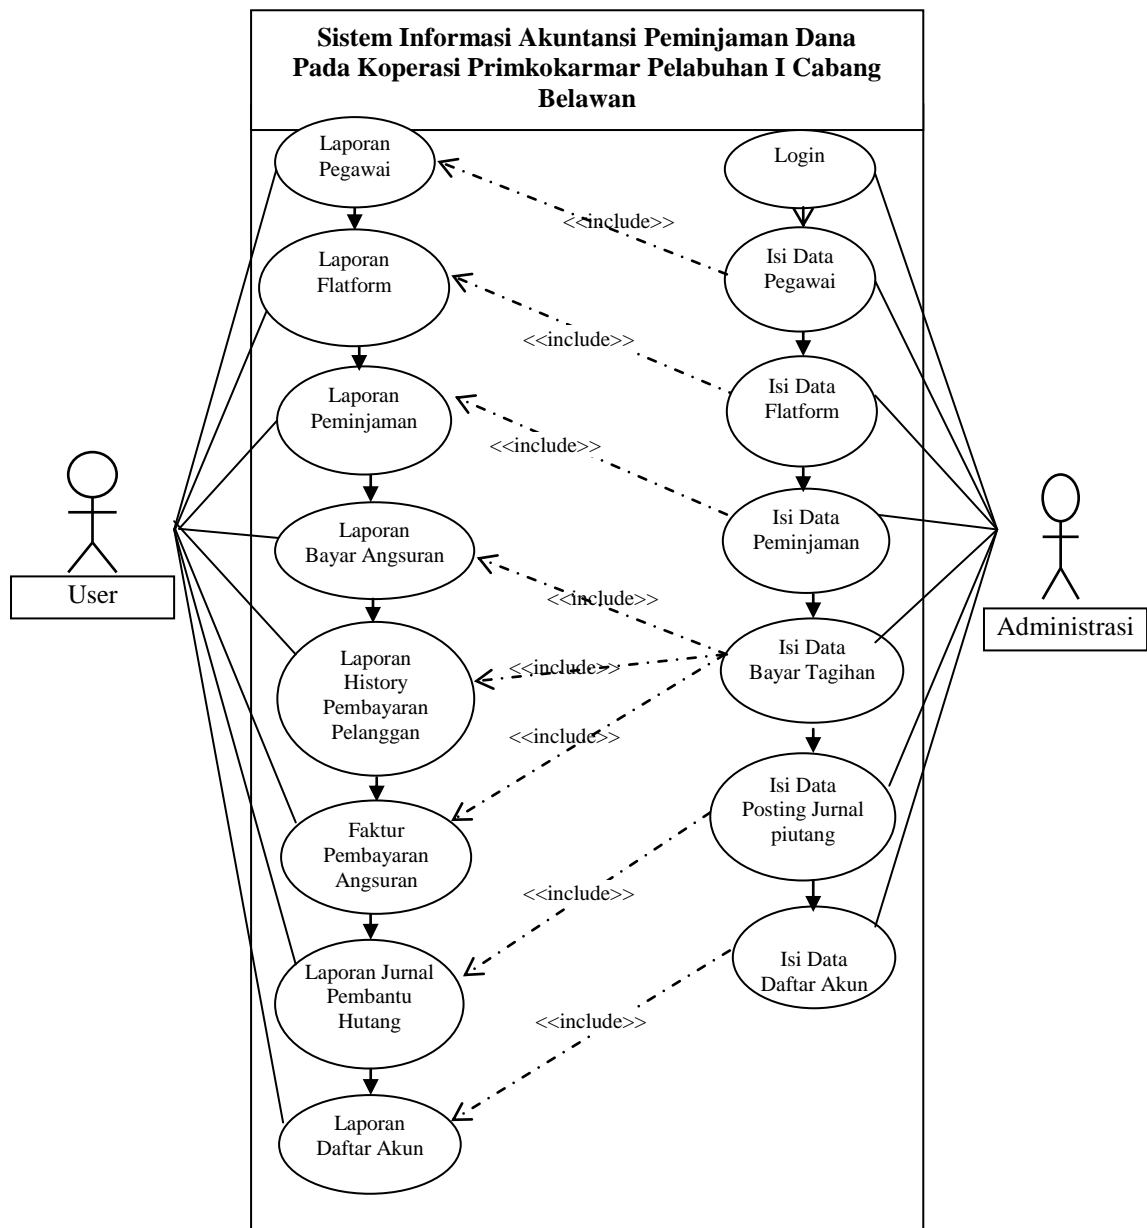 Sistem Informasi Akuntansi Peminjaman Dana
Pada Koperasi Primkokarmar Pelabuhan I Cabang
Belawan
Laporan
Pegawai
Login
<<include>>
Laporan
Flatform
Isi Data
Pegawai
<<include>>
Laporan
Peminjaman
Isi Data
Flatform
<<include>>
Laporan
Bayar Angsuran
Isi Data
Peminjaman
User
<<include>>
Administrasi
Laporan
History
Pembayaran
Pelanggan
<<include>>
Isi Data
Bayar Tagihan
<<include>>
Faktur
Pembayaran
Angsuran
Isi Data
Posting Jurnal
piutang
<<include>>
Laporan Jurnal
Pembantu
Hutang
Isi Data
Daftar Akun
<<include>>
Laporan
Daftar Akun